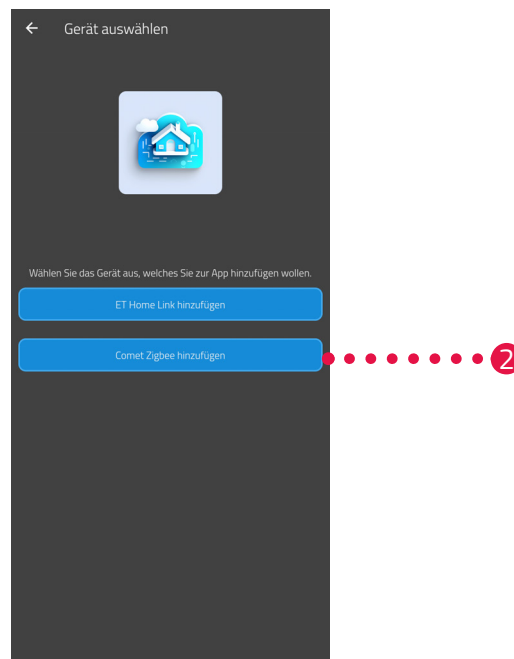 Gerät auswählen
Wählen Sie das Gerät aus, welches Sie zur App hinzufügen wollen.
ET Home Link hinzufügen
Comet Zigbee hinzufügen
2